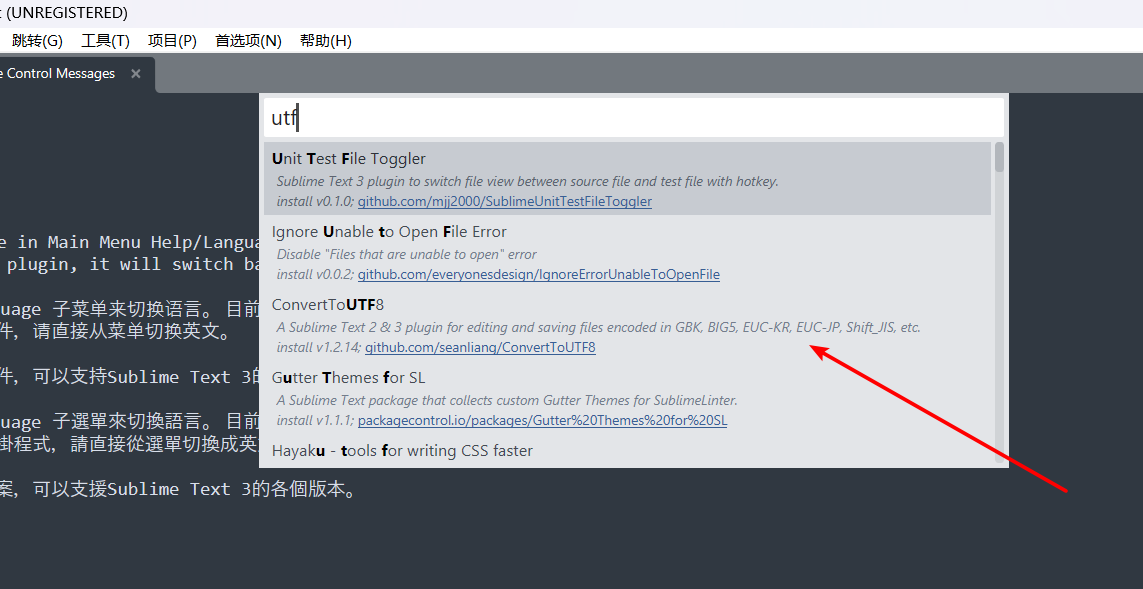 t (UNREGISTERED)
跳转(G) 工具(T) 项目(P) 首选项(N) 帮助(H)
e Control Messages ×
utf
Unit Test File Toggler
Sublime Text 3 plugin to switch file view between source file and test file with hotkey.
install v0.1.0; github.com/mjj2000/SublimeUnitTestFileToggler
Ignore Unable to Open File Error
Disable "Files that are unable to open" error
install v0.0.2; github.com/everyonesdesign/IgnoreErrorUnableToOpenFile
ConvertToUTF8
A Sublime Text 2 & 3 plugin for editing and saving files encoded in GBK, BIG5, EUC-KR, EUC-JP, Shift_JIS, etc.
install v1.2.14; github.com/seanliang/ConvertToUTF8
Gutter Themes for SL
A Sublime Text package that collects custom Gutter Themes for SublimeLinter.
install v1.1.1; packagecontrol.io/packages/Gutter%20Themes%20for%20SL
Hayaku - tools for writing CSS faster
e in Main Menu Help/Langua
plugin, it will switch ba
uage 子菜单来切换语言。 目前
件, 请直接从菜单切换英文。
件, 可以支持Sublime Text 3的
uage 子選單來切換語言。 目前
掛程式, 請直接從選單切換成英
案, 可以支援Sublime Text 3的各個版本。